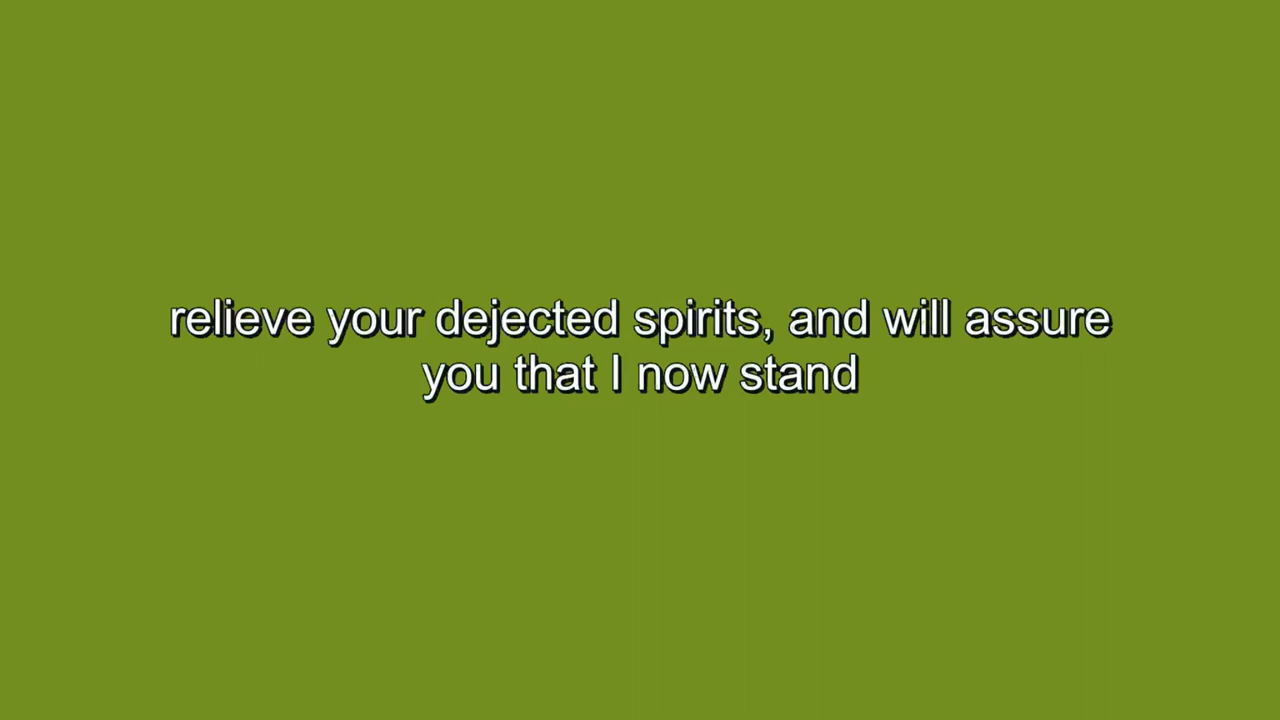 relieve your dejected spirits, and will assure
you that I now stand